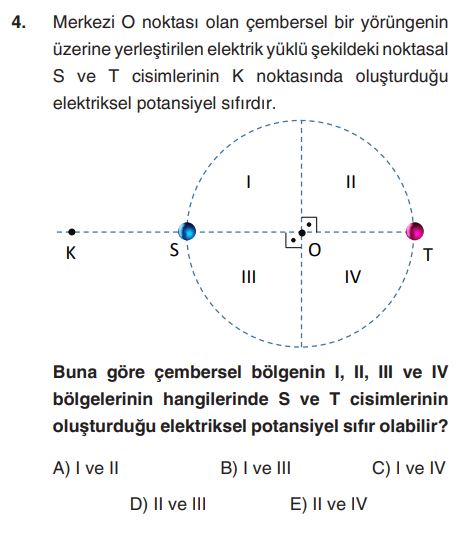 4. Merkezi O noktası olan çembersel bir yörüngenin
üzerine yerleştirilen elektrik yüklü şekildeki noktasal
S ve T cisimlerinin K noktasında oluşturduğu
elektriksel potansiyel sıfırdır.
I II
K S O T
III IV
Buna göre çembersel bölgenin I, II, III ve IV
bölgelerinin hangilerinde S ve T cisimlerinin
oluşturduğu elektriksel potansiyel sıfır olabilir?
A) I ve II B) I ve III C) I ve IV
D) II ve III E) II ve IV